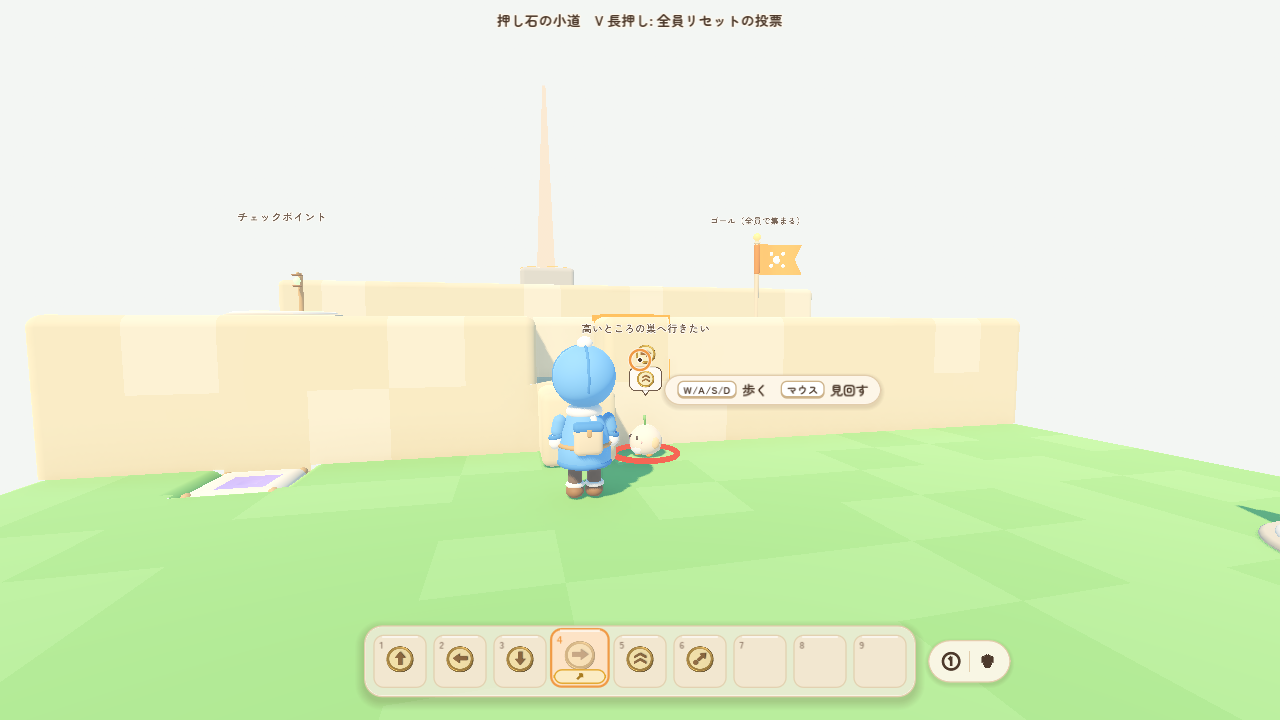 押し石の小道 V 長押し: 全員リセットの投票
チェックポイント
ゴール (全員で集まる)
高いところの巣へ行きたい
W/A/S/D 歩く マウス 見回す
1 2 3 4 5 6 7 8 9
1